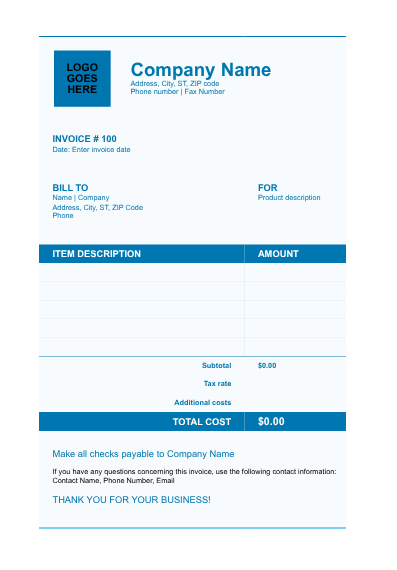 LOGO
GOES
HERE
Company Name
Address, City, ST, ZIP code
Phone number | Fax Number
INVOICE # 100
Date: Enter invoice date
BILL TO
FOR
Name | Company
Product description
Address, City, ST, ZIP Code
Phone
ITEM DESCRIPTION
AMOUNT
Subtotal
$0.00
Tax rate
Additional costs
TOTAL COST
$0.00
Make all checks payable to Company Name
If you have any questions concerning this invoice, use the following contact information:
Contact Name, Phone Number, Email
THANK YOU FOR YOUR BUSINESS!